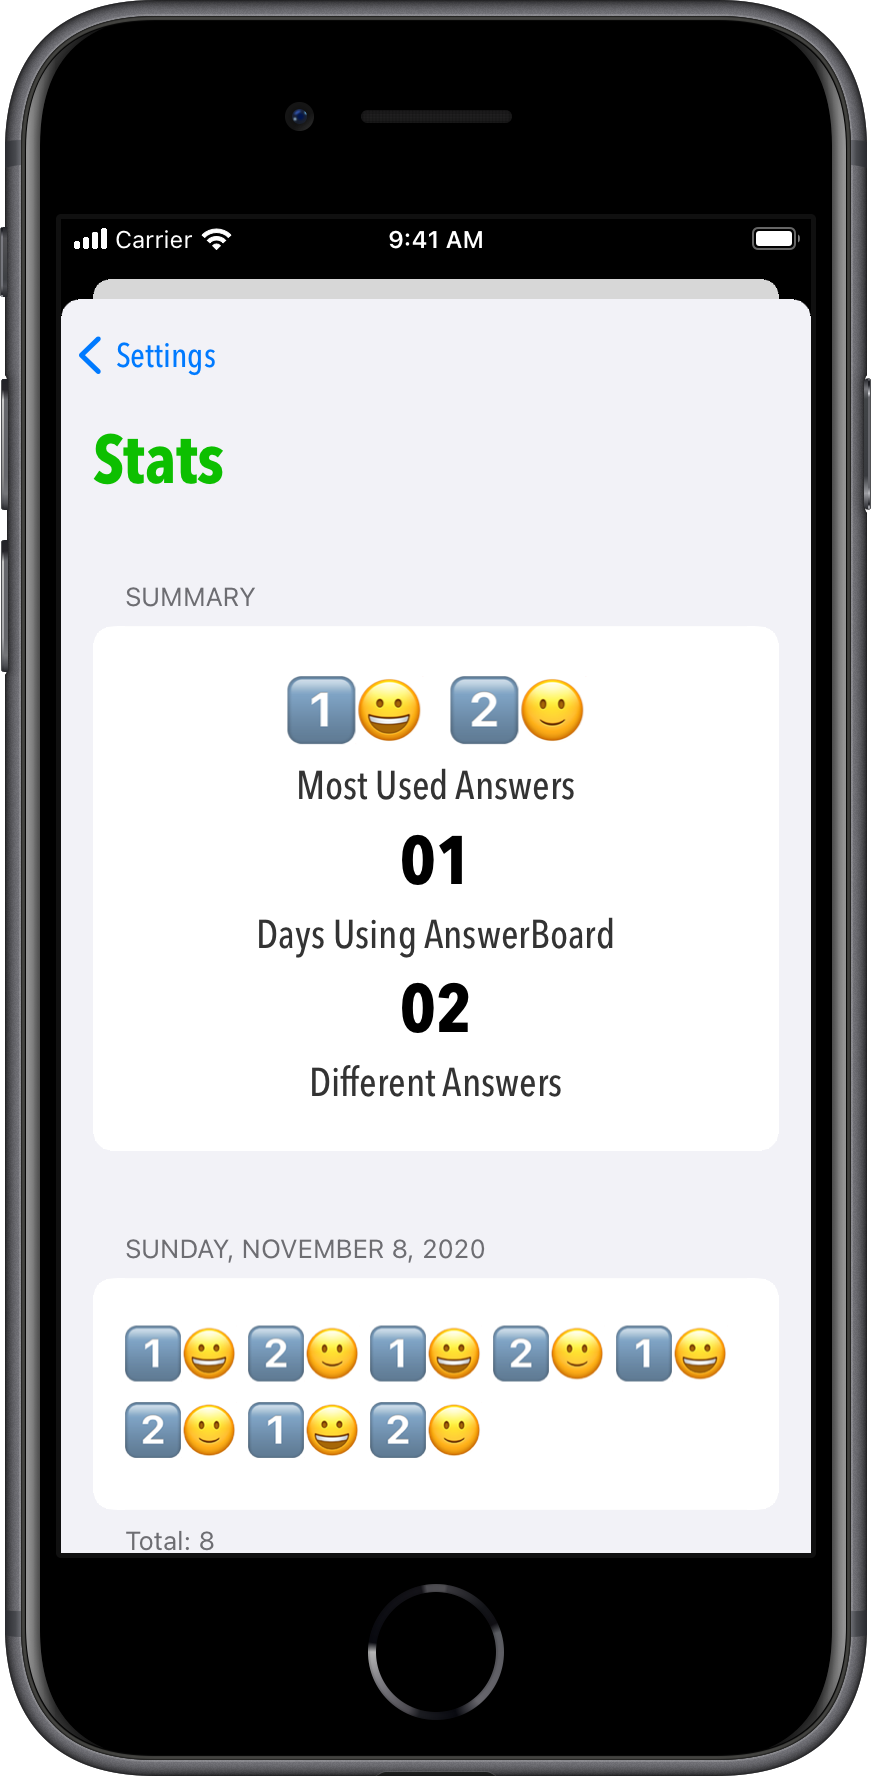 Carrier 9:41 AM
Settings
Stats
SUMMARY
1️⃣😀 2️⃣🙂
Most Used Answers
01
Days Using AnswerBoard
02
Different Answers
SUNDAY, NOVEMBER 8, 2020
1️⃣😀 2️⃣🙂 1️⃣😀 2️⃣🙂 1️⃣😀
2️⃣🙂 1️⃣😀 2️⃣🙂
Total: 8